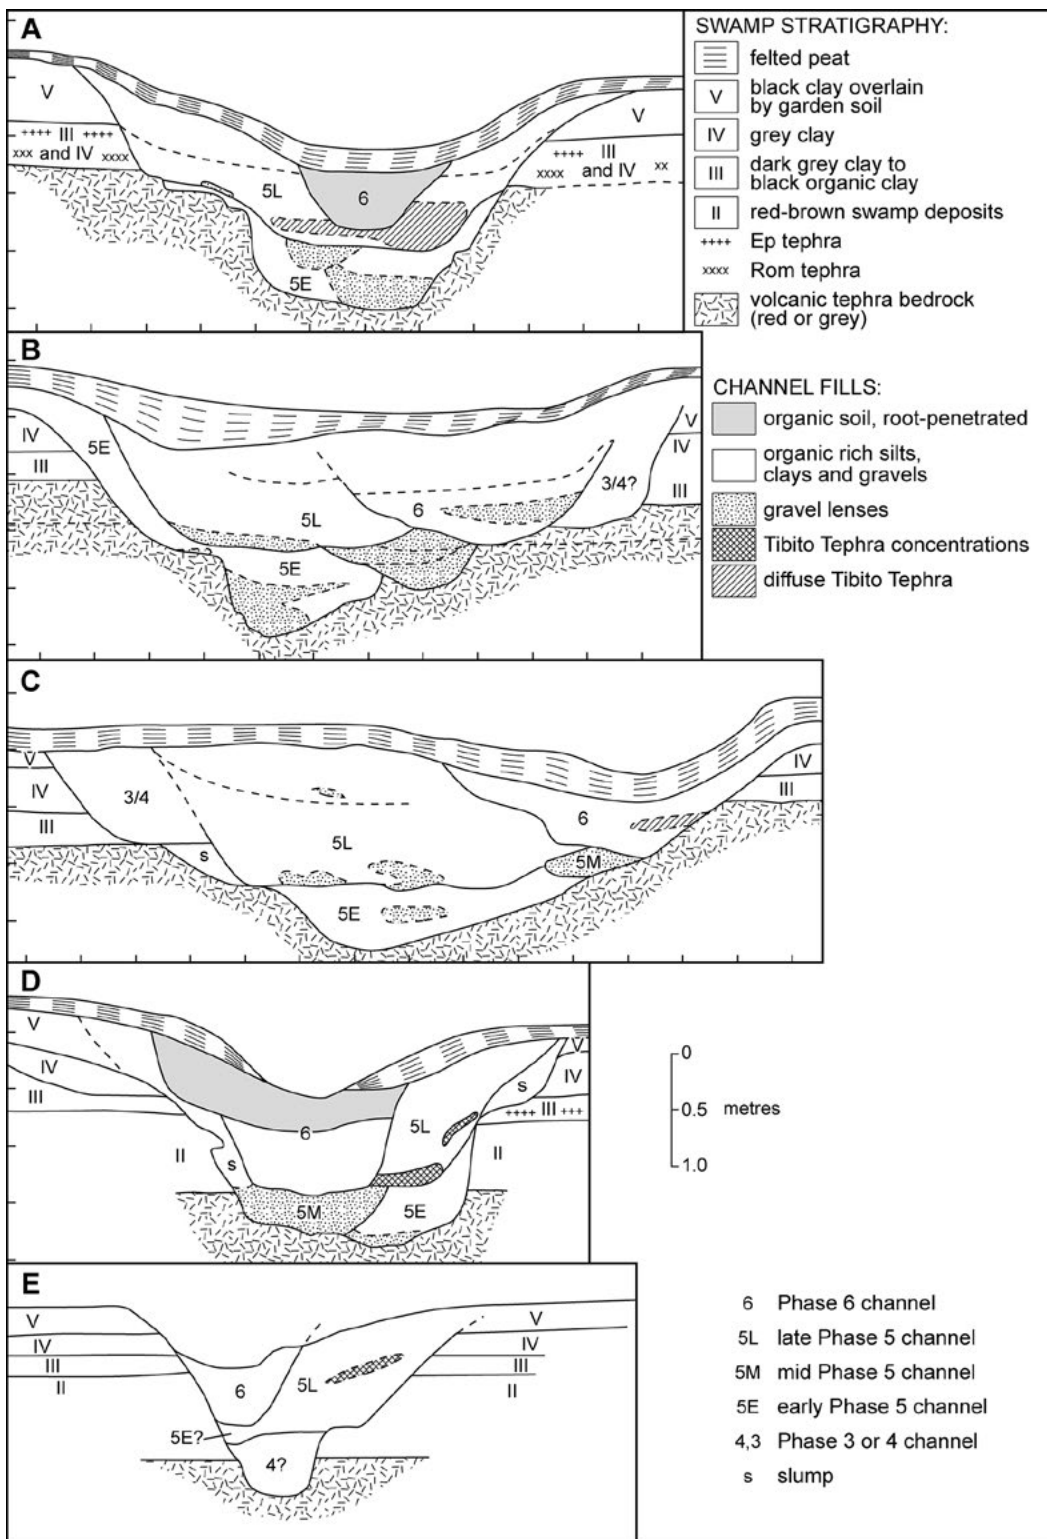 A
V
++++ III ++++
xxx and IV xxxx
5L
6
5E
V
++++ III
xxxx and IV xx
SWAMP STRATIGRAPHY:
felted peat
V black clay overlain
by garden soil
IV grey clay
III dark grey clay to
black organic clay
II red-brown swamp deposits
++++ Ep tephra
xxxx Rom tephra
volcanic tephra bedrock
(red or grey)
B
IV
III
5E
5L
5E
6
3/4?
V
IV
III
CHANNEL FILLS:
organic soil, root-penetrated
organic rich silts,
clays and gravels
gravel lenses
Tibito Tephra concentrations
diffuse Tibito Tephra
C
V
IV
III
3/4
s
5L
5E
5M
6
IV
III
D
V
IV
III
II
s
6
5M
5L
5E
s
V
IV
++++ III +++
II
0
0.5 metres
1.0
E
V
IV
III
II
6
5L
5E?
4?
V
IV
III
II
6 Phase 6 channel
5L late Phase 5 channel
5M mid Phase 5 channel
5E early Phase 5 channel
4,3 Phase 3 or 4 channel
s slump